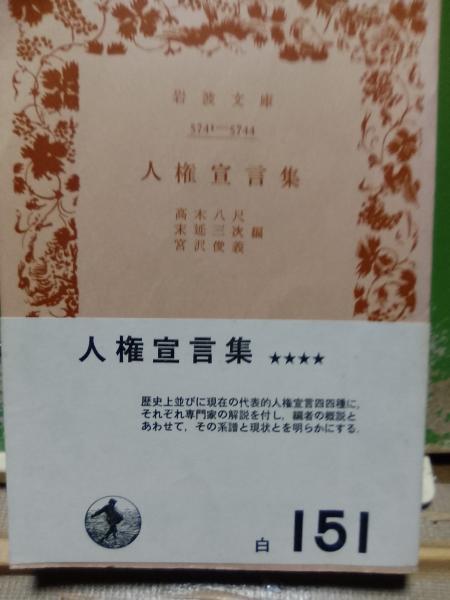 岩波文庫
5741—5744
人権宣言集
高木八尺
末延三次 編
宮沢俊義
人権宣言集 ★★★★
歴史上並びに現在の代表的人権宣言四四種に,
それぞれ専門家の解説を付し, 編者の概説と
あわせて, その系譜と現状とを明らかにする.
白 151